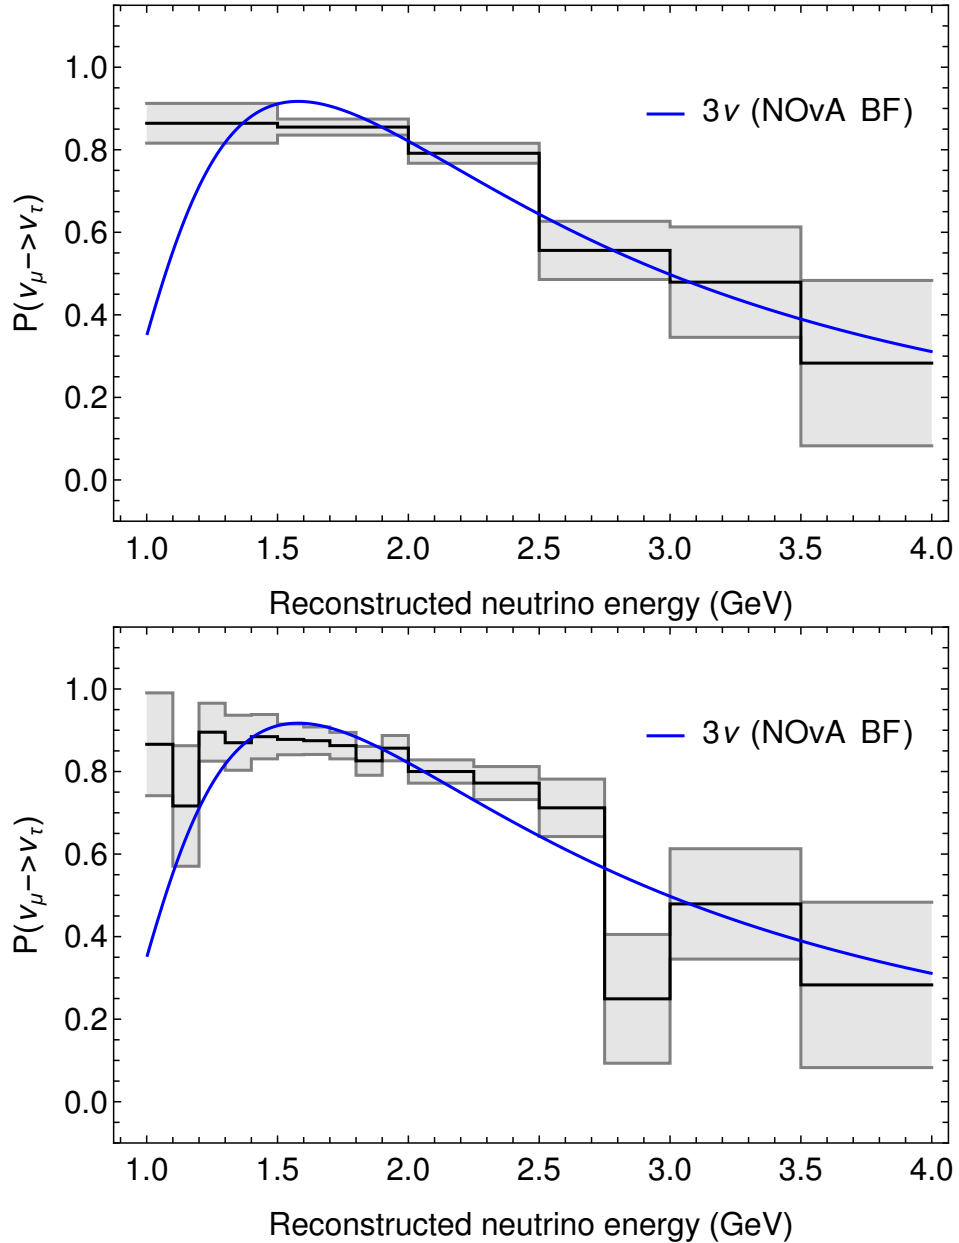 1.0
0.8
0.6
0.4
0.2
0.0
P(νμ−>ντ)
3ν (NOvA BF)
1.0 1.5 2.0 2.5 3.0 3.5 4.0
Reconstructed neutrino energy (GeV)
1.0
0.8
0.6
0.4
0.2
0.0
P(νμ−>ντ)
3ν (NOvA BF)
1.0 1.5 2.0 2.5 3.0 3.5 4.0
Reconstructed neutrino energy (GeV)